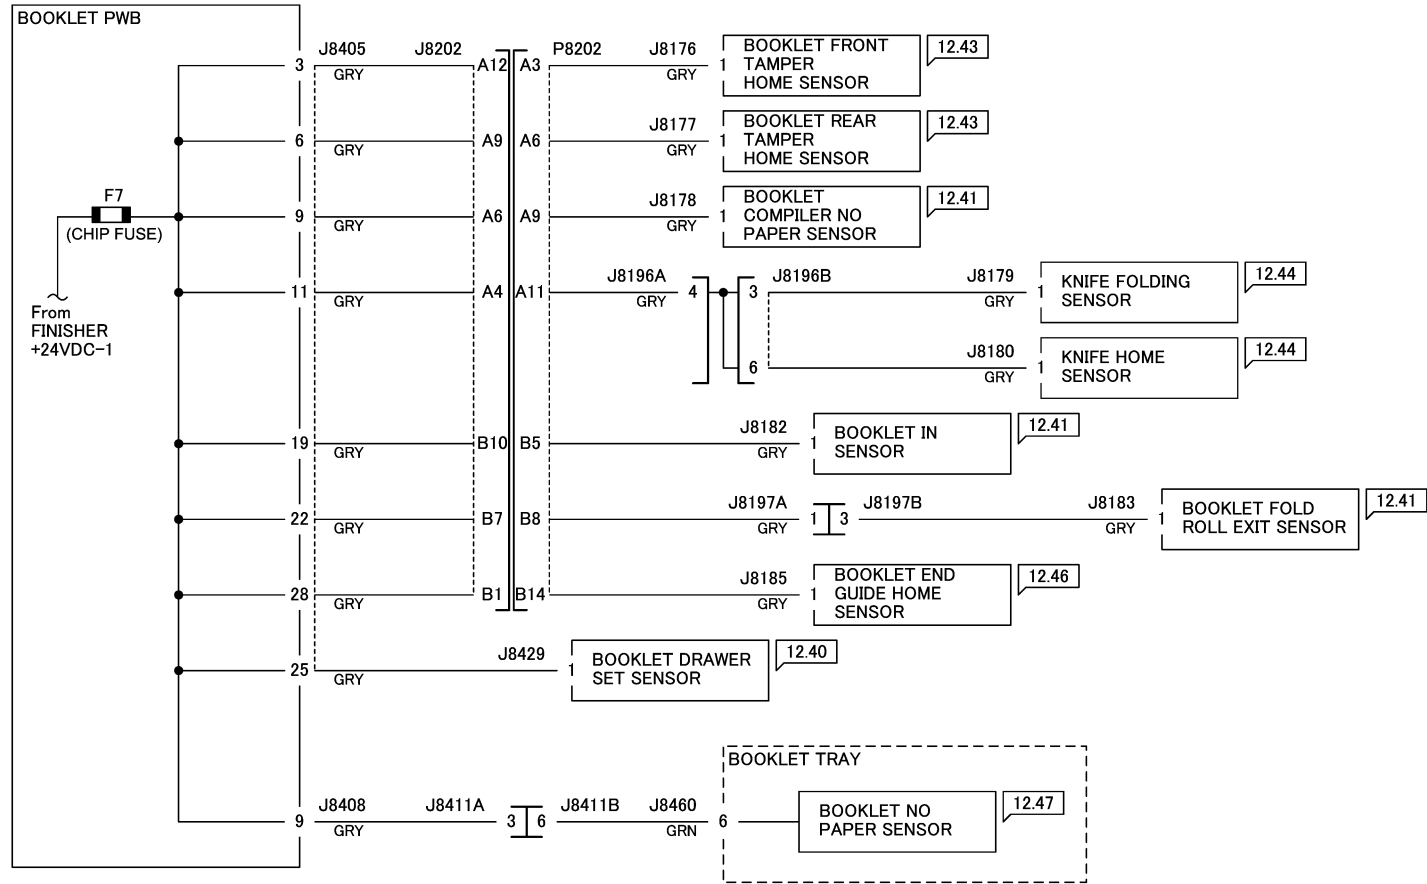 BOOKLET PWB
J8405
J8202
P8202
J8176
3
GRY
A12
A3
GRY
1
BOOKLET FRONT
TAMPER
HOME SENSOR
12.43
6
GRY
A9
A6
J8177
GRY
1
BOOKLET REAR
TAMPER
HOME SENSOR
12.43
F7
(CHIP FUSE)
9
GRY
A6
A9
J8178
GRY
1
BOOKLET
COMPILER NO
PAPER SENSOR
12.41
From
FINISHER
+24VDC-1
11
GRY
A4
A11
J8196A
GRY
4
3
J8196B
J8179
GRY
1
KNIFE FOLDING
SENSOR
12.44
6
J8180
GRY
1
KNIFE HOME
SENSOR
12.44
19
GRY
B10
B5
J8182
GRY
1
BOOKLET IN
SENSOR
12.41
22
GRY
B7
B8
J8197A
GRY
1
3
J8197B
J8183
GRY
1
BOOKLET FOLD
ROLL EXIT SENSOR
12.41
28
GRY
B1
B14
J8185
GRY
1
BOOKLET END
GUIDE HOME
SENSOR
12.46
25
GRY
J8429
1
BOOKLET DRAWER
SET SENSOR
12.40
BOOKLET TRAY
9
J8408
GRY
J8411A
3
6
J8411B
J8460
GRN
6
BOOKLET NO
PAPER SENSOR
12.47